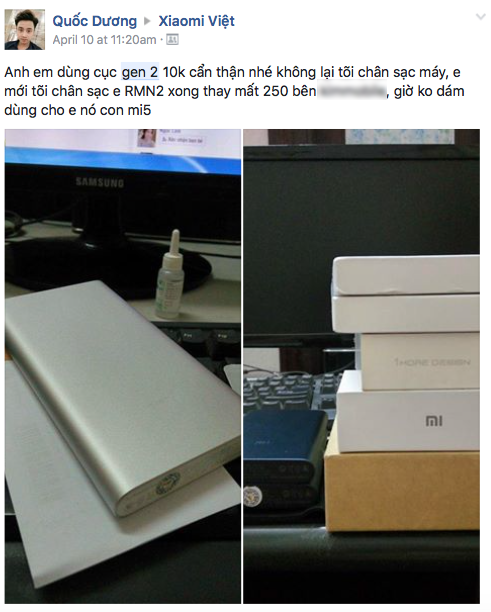 Quốc Dương ▸ Xiaomi Việt
April 10 at 11:20am ·
Anh em dùng cục gen 2 10k cẩn thận nhé không lại tõi chân sạc máy, e
mới tõi chân sạc e RMN2 xong thay mất 250 bên , giờ ko dám
dùng cho e nó con mi5
SAMSUNG
1MORE DESIGN
MI